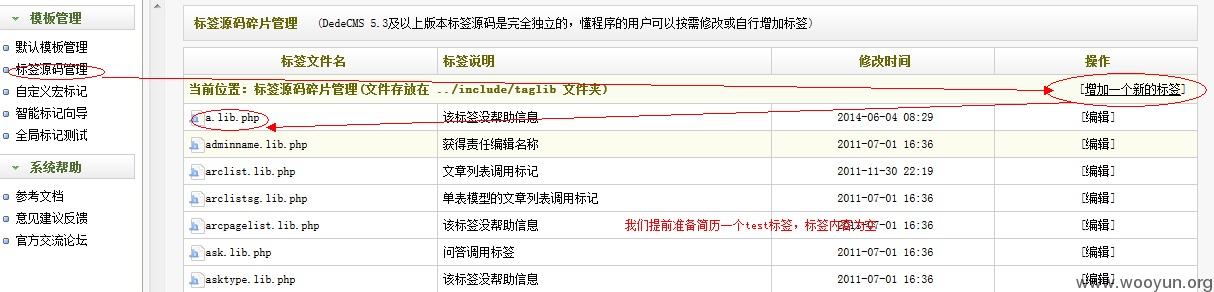 模板管理
默认模板管理
标签源码管理
自定义宏标记
智能标记向导
全局标记测试
系统帮助
参考文档
意见建议反馈
官方交流论坛
标签源码碎片管理 (DedeCMS 5.3及以上版本标签源码是完全独立的，懂程序的用户可以按需修改或自行增加标签)
标签文件名 标签说明 修改时间 操作
当前位置：标签源码碎片管理(文件存放在 ../include/taglib 文件夹) [增加一个新的标签]
a.lib.php 该标签没帮助信息 2014-06-04 08:29 [编辑]
adminname.lib.php 获得责任编辑名称 2011-07-01 16:36 [编辑]
arclist.lib.php 文章列表调用标记 2011-11-30 22:19 [编辑]
arclistsg.lib.php 单表模型的文章列表调用标记 2011-07-01 16:36 [编辑]
arcpagelist.lib.php 该标签没帮助信息 2011-07-01 16:36 [编辑]
我们提前准备简历一个test标签，标签内容为空
ask.lib.php 问答调用标签 2011-07-01 16:36 [编辑]
asktype.lib.php 该标签没帮助信息 2011-07-01 16:36 [编辑]
www.wooyun.org